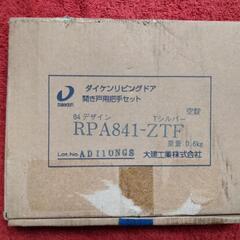 DAIKEN
ダイケンリビングドア
開き戸用把手セット
空錠
04デザイン Tシルバー
RPA841-ZTF
重量 0.6kg
Lot No. AD110NGS 大建工業株式会社